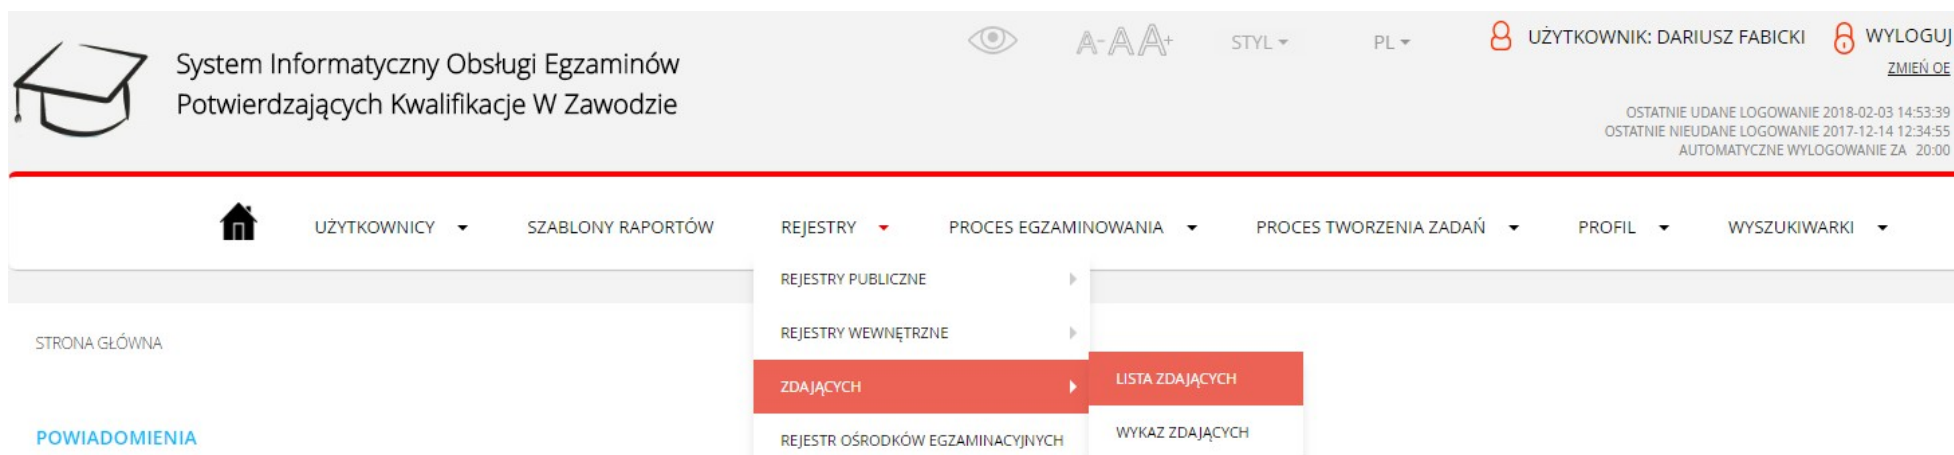 A- A A+ STYL PL UŻYTKOWNIK: DARIUSZ FABICKI WYLOGUJ
ZMIEŃ OE
System Informatyczny Obsługi Egzaminów
Potwierdzających Kwalifikacje W Zawodzie
OSTATNIE UDANE LOGOWANIE 2018-02-03 14:53:39
OSTATNIE NIEUDANE LOGOWANIE 2017-12-14 12:34:55
AUTOMATYCZNE WYLOGOWANIE ZA 20:00
UŻYTKOWNICY SZABLONY RAPORTÓW REJESTRY PROCES EGZAMINOWANIA PROCES TWORZENIA ZADAŃ PROFIL WYSZUKIWARKI
REJESTRY PUBLICZNE
REJESTRY WEWNĘTRZNE
STRONA GŁÓWNA
ZDAJĄCYCH
LISTA ZDAJĄCYCH
POWIADOMIENIA
REJESTR OŚRODKÓW EGZAMINACYJNYCH
WYKAZ ZDAJĄCYCH